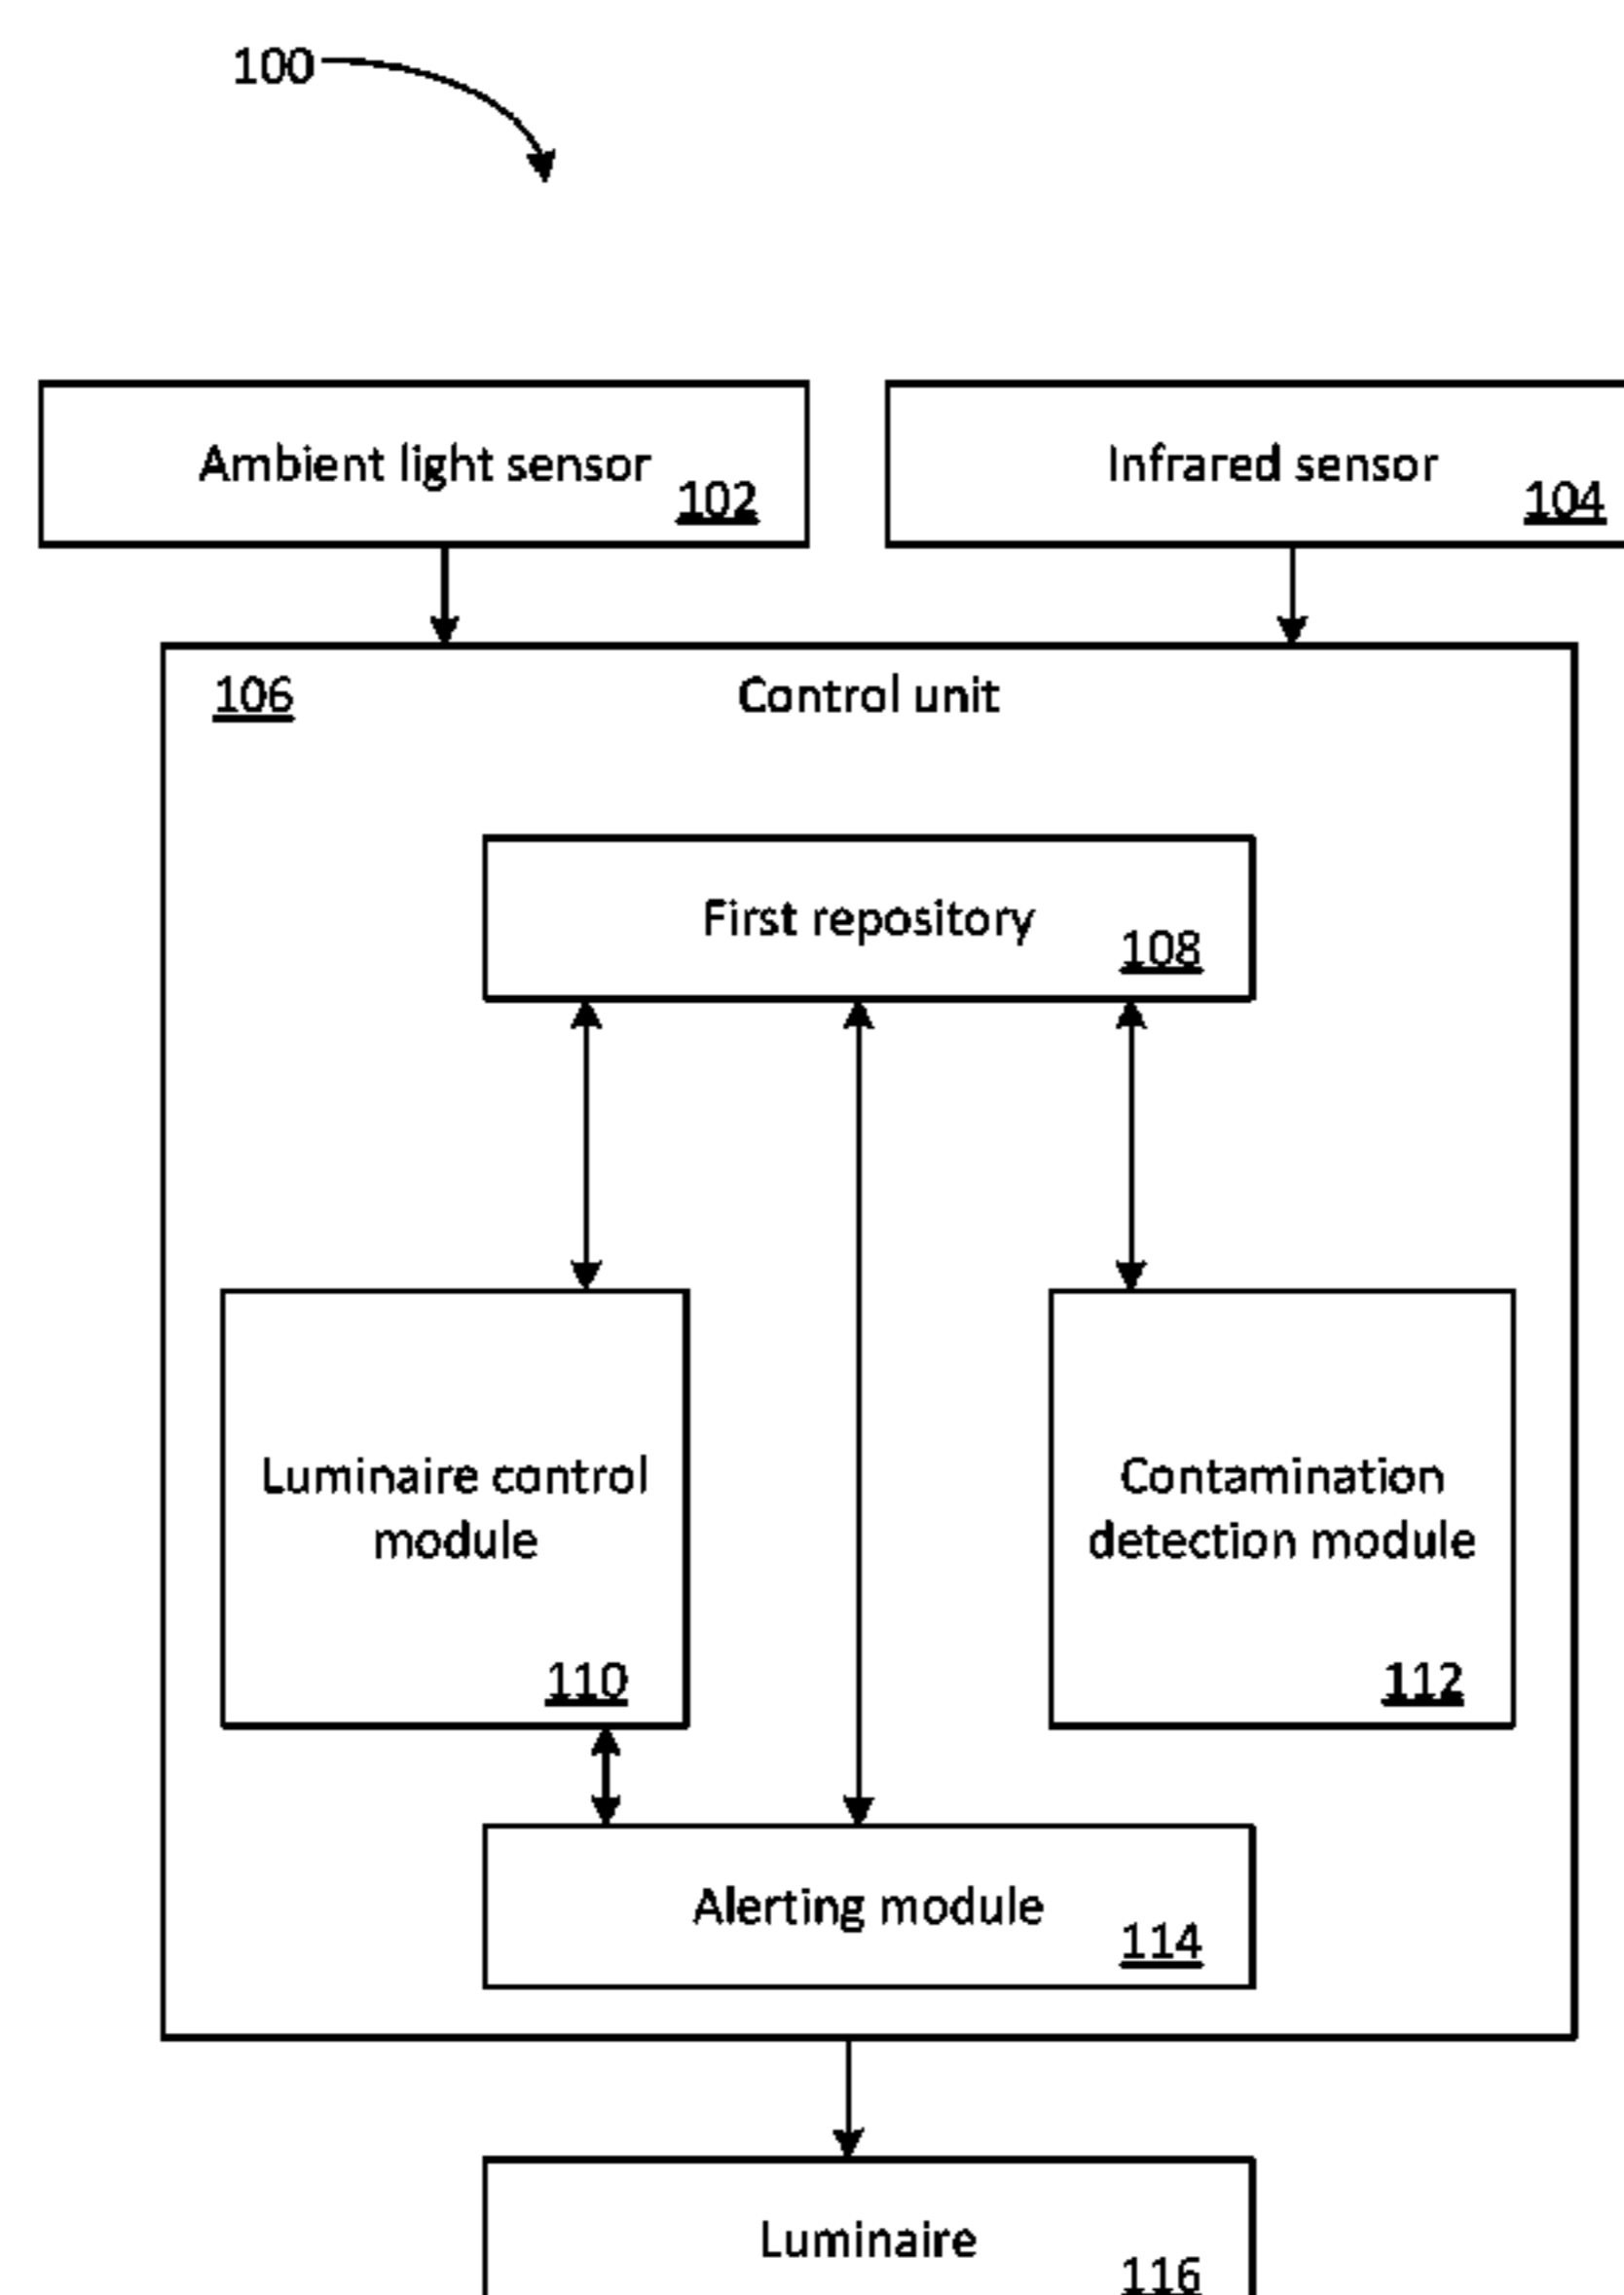 100
Ambient light sensor
102
Infrared sensor
104
106
Control unit
First repository
108
Luminaire control
module
110
Contamination
detection module
112
Alerting module
114
Luminaire
116